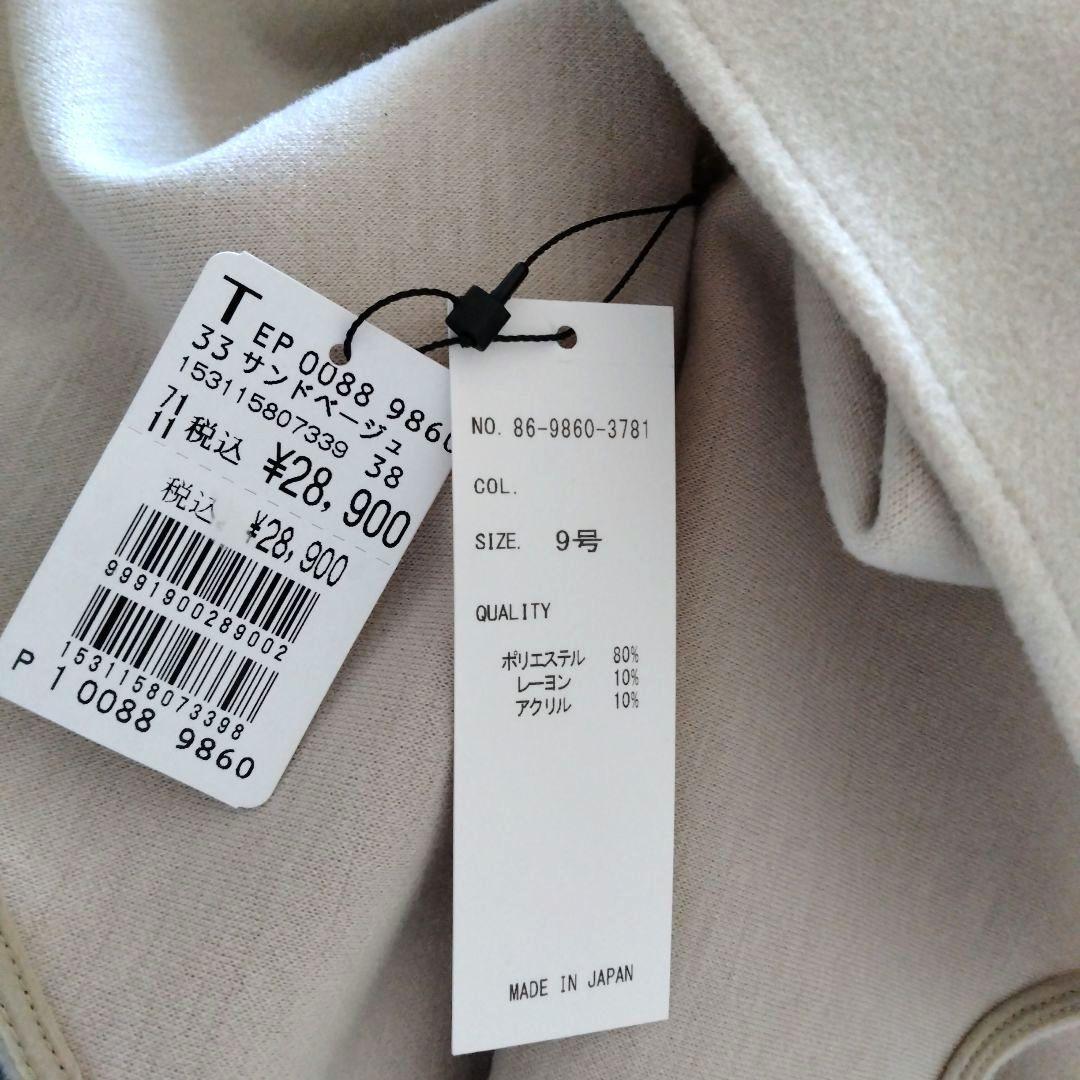 T EP 0088 9860
33 サンドベージュ
153115807339 38
71
11 税込 ¥28,900
税込 ¥28,900
9991900289002
1531158073398
P 1 0088 9860
NO. 86-9860-3781
COL.
SIZE. 9号
QUALITY
ポリエステル 80%
レーヨン 10%
アクリル 10%
MADE IN JAPAN